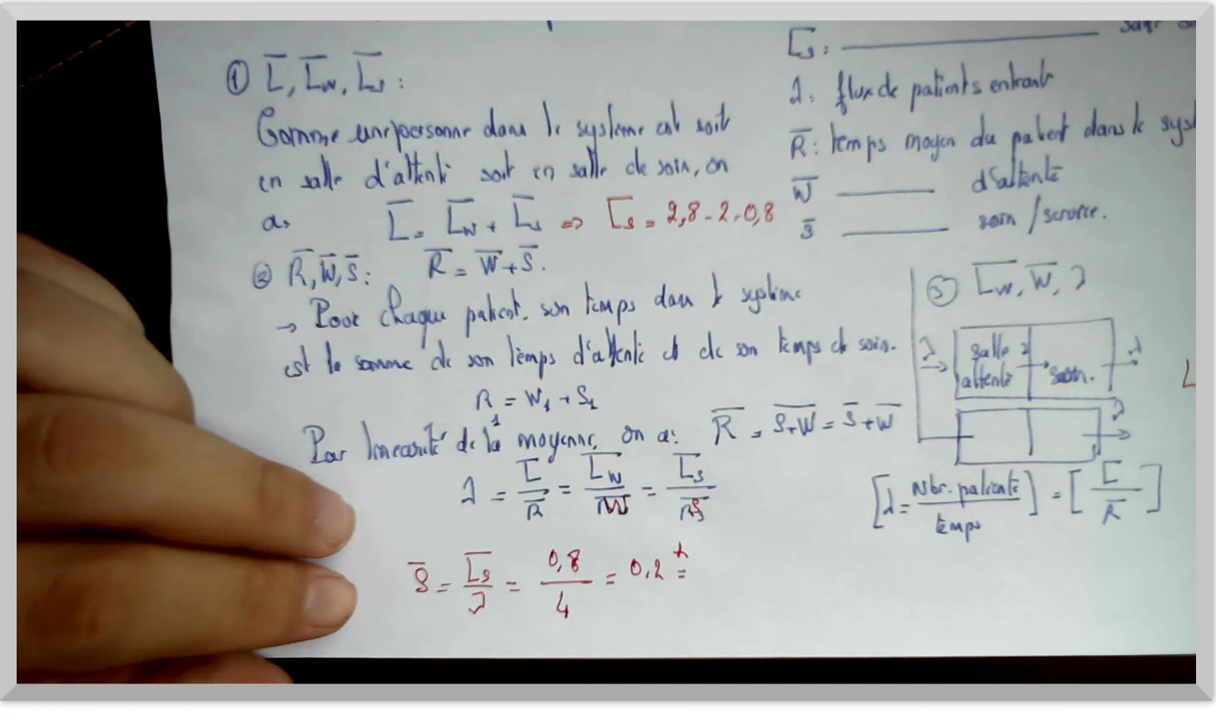 ① L̅, L̅w, L̅s :
Comme une personne dans le système est soit
en salle d'attente soit en salle de soin, on
a: L̅ = L̅w + L̅s ⇒ L̅s = 2,8 - 2 = 0,8
② R̅, W̅, S̅ : R̅ = W̅ + S̅.
→ Pour chaque patient, son temps dans le système
est la somme de son temps d'attente et de son temps de soin.
R₁ = W₁ + S₁
Par linéarité de la moyenne, on a: R̅ = S̅+̅W̅ = S̅ + W̅
λ = L̅/R̅ = L̅w/W̅ = L̅s/S̅
S̅ = L̅s/λ = 0,8/4 = 0,2 h
L̅s :
λ : flux de patients entrant
R̅ : temps moyen du patient dans le syst
W̅ d'attente
S̅ soin / service.
③ L̅w, W̅, λ
λ → salle attente → soin. → λ
λ
[λ = Nbr. patients/temps] = [L̅/R̅]